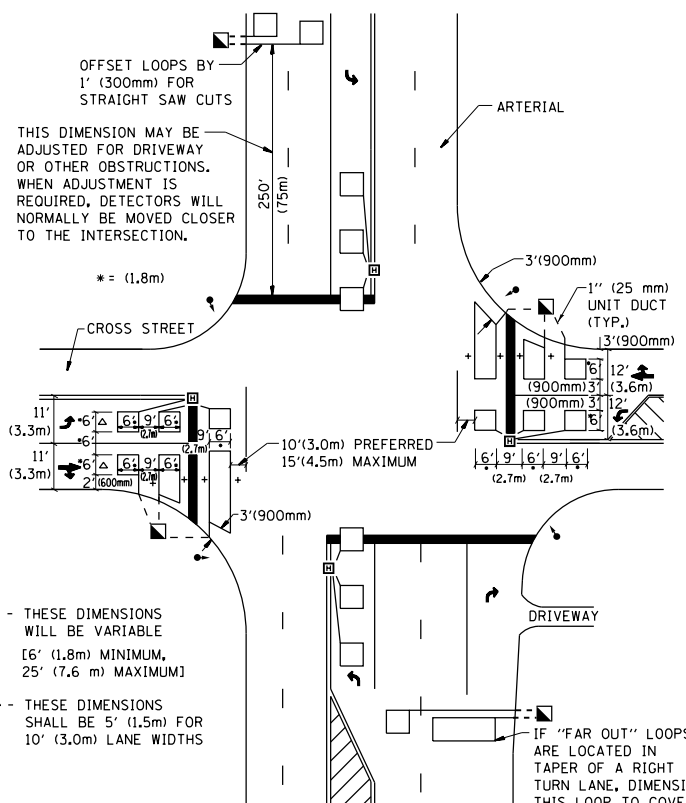 OFFSET LOOPS BY
1' (300mm) FOR
STRAIGHT SAW CUTS
ARTERIAL
THIS DIMENSION MAY BE
ADJUSTED FOR DRIVEWAY
OR OTHER OBSTRUCTIONS.
WHEN ADJUSTMENT IS
REQUIRED, DETECTORS WILL
NORMALLY BE MOVED CLOSER
TO THE INTERSECTION.
250'
(75m)
* = (1.8m)
H
3'(900mm)
1'' (25 mm)
UNIT DUCT
(TYP.)
CROSS STREET
3'(900mm)
6'
12'
(3.6m)
(900mm) 3'
(900mm) 3'
12'
6'
(3.6m)
H
11'
(3.3m)
*6'
6' 9' 6'
(2.7m)
H
9' 6'
(2.7m)
*6'
11'
(3.3m)
*6'
6' 9' 6'
(2.7m)
2' (600mm)
10'(3.0m) PREFERRED
15'(4.5m) MAXIMUM
H
6' 9' 6' 9' 6'
(2.7m) (2.7m)
3'(900mm)
H
- THESE DIMENSIONS
WILL BE VARIABLE
[6' (1.8m) MINIMUM,
25' (7.6 m) MAXIMUM]
DRIVEWAY
- THESE DIMENSIONS
SHALL BE 5' (1.5m) FOR
10' (3.0m) LANE WIDTHS
IF "FAR OUT" LOOPS
ARE LOCATED IN
TAPER OF A RIGHT
TURN LANE, DIMENSI
THIS LOOP TO COVE